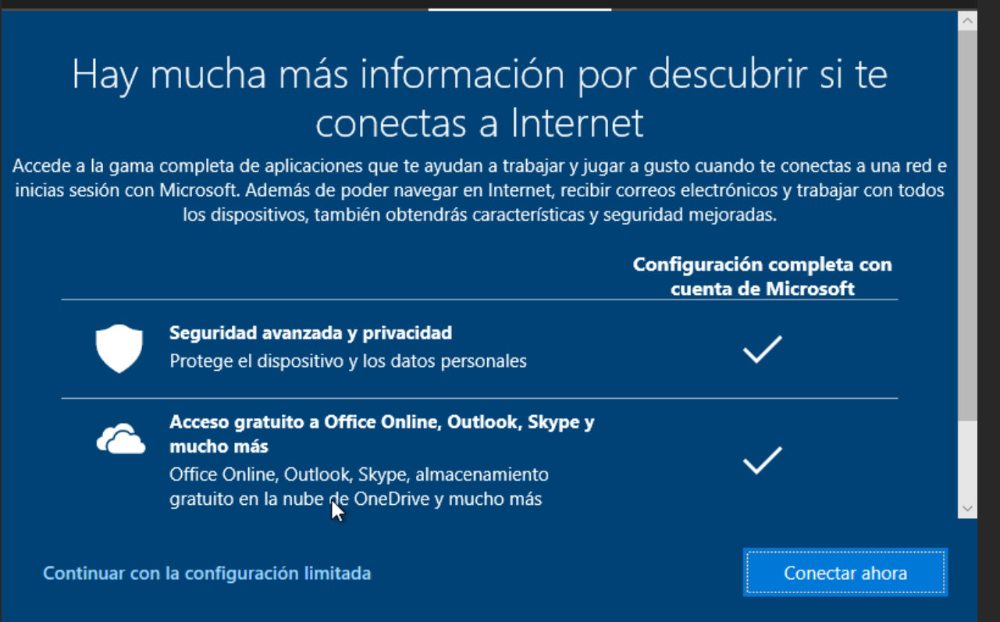 Hay mucha más información por descubrir si te
conectas a Internet
Accede a la gama completa de aplicaciones que te ayudan a trabajar y jugar a gusto cuando te conectas a una red e
inicias sesión con Microsoft. Además de poder navegar en Internet, recibir correos electrónicos y trabajar con todos
los dispositivos, también obtendrás características y seguridad mejoradas.
Configuración completa con
cuenta de Microsoft
Seguridad avanzada y privacidad
Protege el dispositivo y los datos personales
Acceso gratuito a Office Online, Outlook, Skype y
mucho más
Office Online, Outlook, Skype, almacenamiento
gratuito en la nube de OneDrive y mucho más
Continuar con la configuración limitada
Conectar ahora